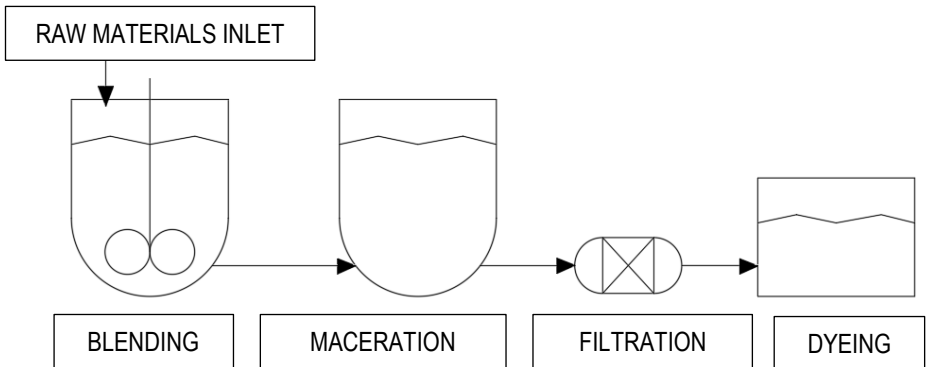 RAW MATERIALS INLET
BLENDING
MACERATION
FILTRATION
DYEING